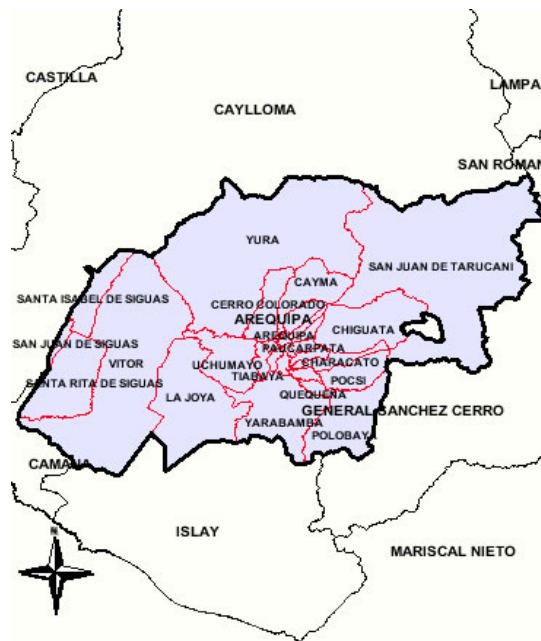 CASTILLA
LAMPA
CAYLLOMA
SAN ROMAN
YURA
SAN JUAN DE TARUCANI
CAYMA
SANTA ISABEL DE SIGUAS
CERRO COLORADO
AREQUIPA
CHIGUATA
AREQUIPA
SAN JUAN DE SIGUAS
PAUCARPATA
VITOR
UCHUMAYO
CHARACATO
TIABAYA
SANTA RITA DE SIGUAS
POCSI
LA JOYA
QUEQUEÑA
GENERAL SANCHEZ CERRO
YARABAMBA
POLOBAYA
CAMANA
ISLAY
N
MARISCAL NIETO